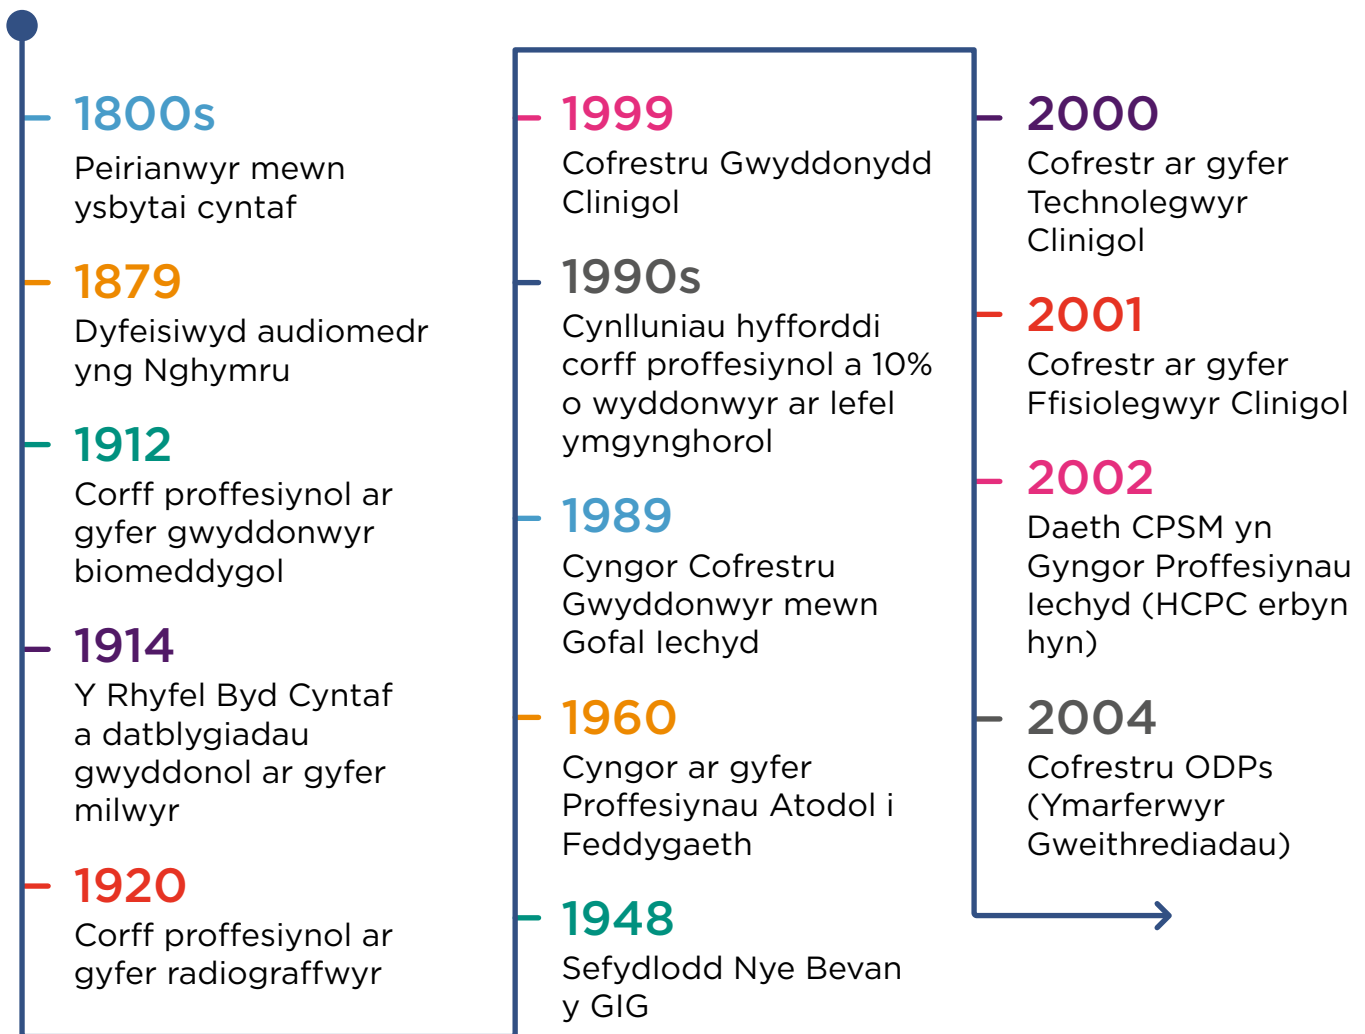 1800s
Peirianwyr mewn
ysbytai cyntaf
1879
Dyfeisiwyd audiomedr
yng Nghymru
1912
Corff proffesiynol ar
gyfer gwyddonwyr
biomeddygol
1914
Y Rhyfel Byd Cyntaf
a datblygiadau
gwyddonol ar gyfer
milwyr
1920
Corff proffesiynol ar
gyfer radiograffwyr
1999
Cofrestru Gwyddonydd
Clinigol
1990s
Cynlluniau hyfforddi
corff proffesiynol a 10%
o wyddonwyr ar lefel
ymgynghorol
1989
Cyngor Cofrestru
Gwyddonwyr mewn
Gofal Iechyd
1960
Cyngor ar gyfer
Proffesiynau Atodol i
Feddygaeth
1948
Sefydlodd Nye Bevan
y GIG
2000
Cofrestr ar gyfer
Technolegwyr
Clinigol
2001
Cofrestr ar gyfer
Ffisiolegwyr Clinigol
2002
Daeth CPSM yn
Gyngor Proffesiynau
Iechyd (HCPC erbyn
hyn)
2004
Cofrestru ODPs
(Ymarferwyr
Gweithrediadau)